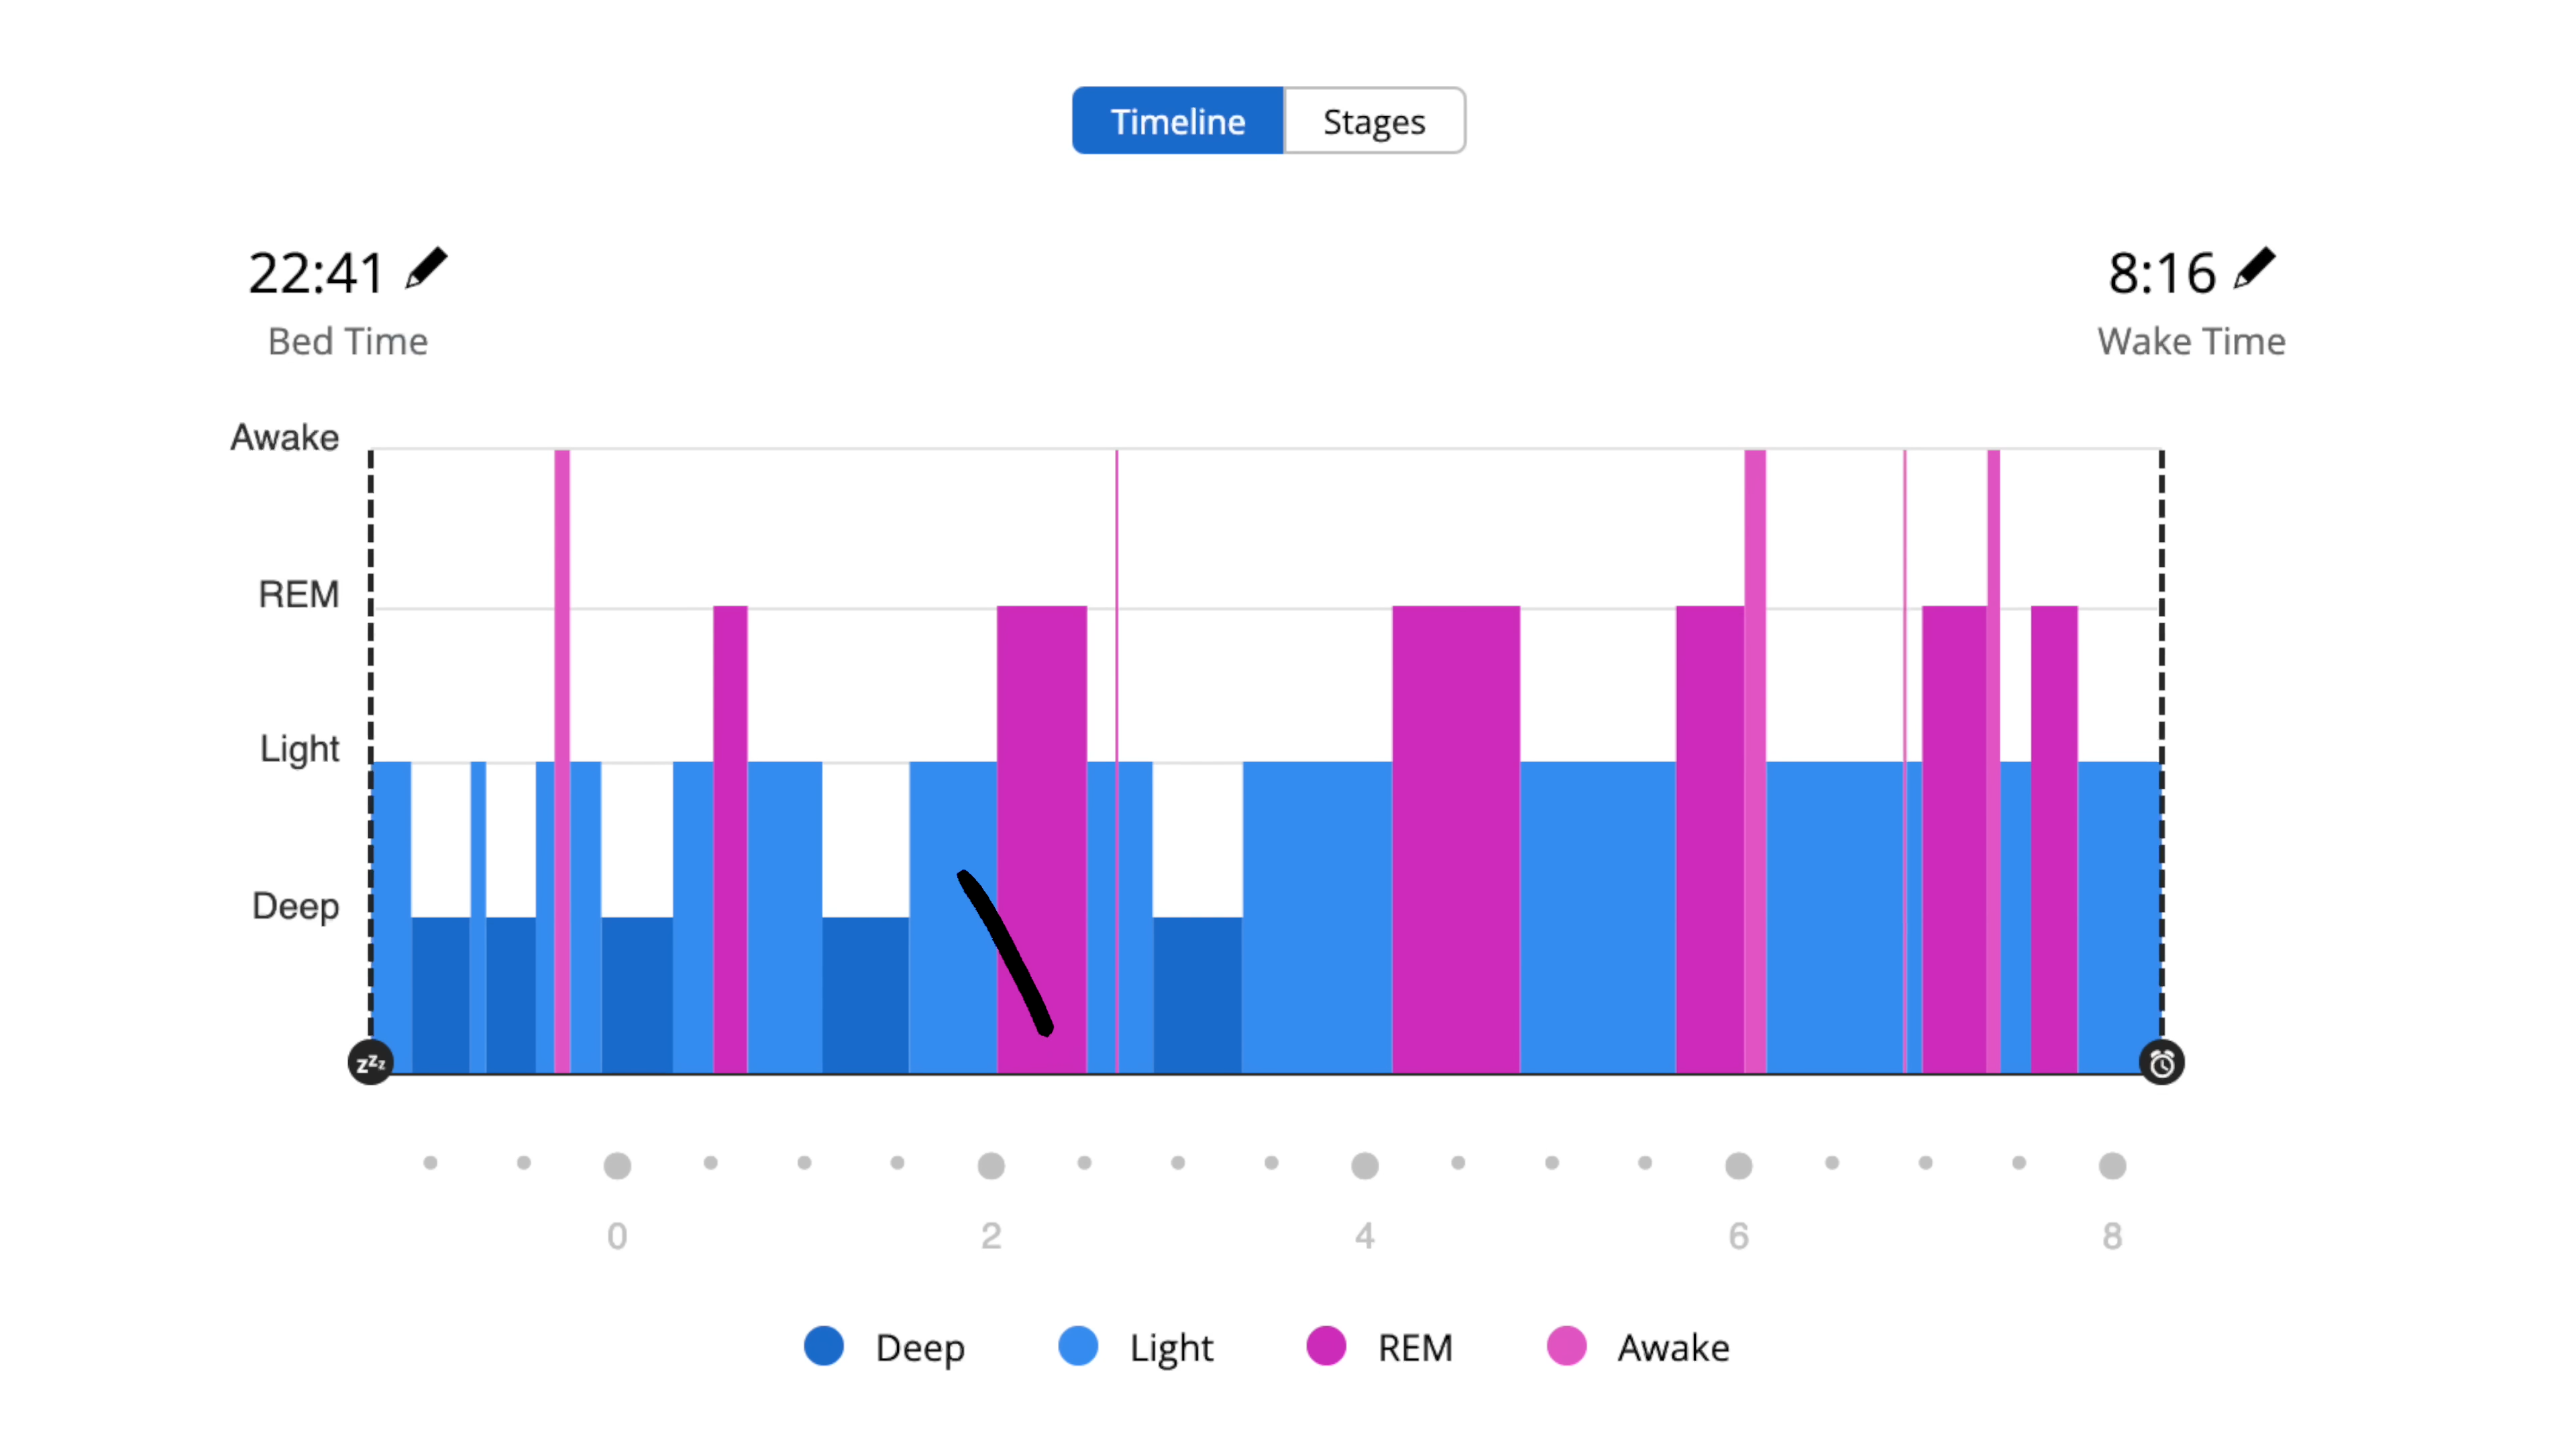 Timeline Stages
22:41 8:16
Bed Time Wake Time
Awake
REM
Light
Deep
zzz
0 2 4 6 8
Deep Light REM Awake